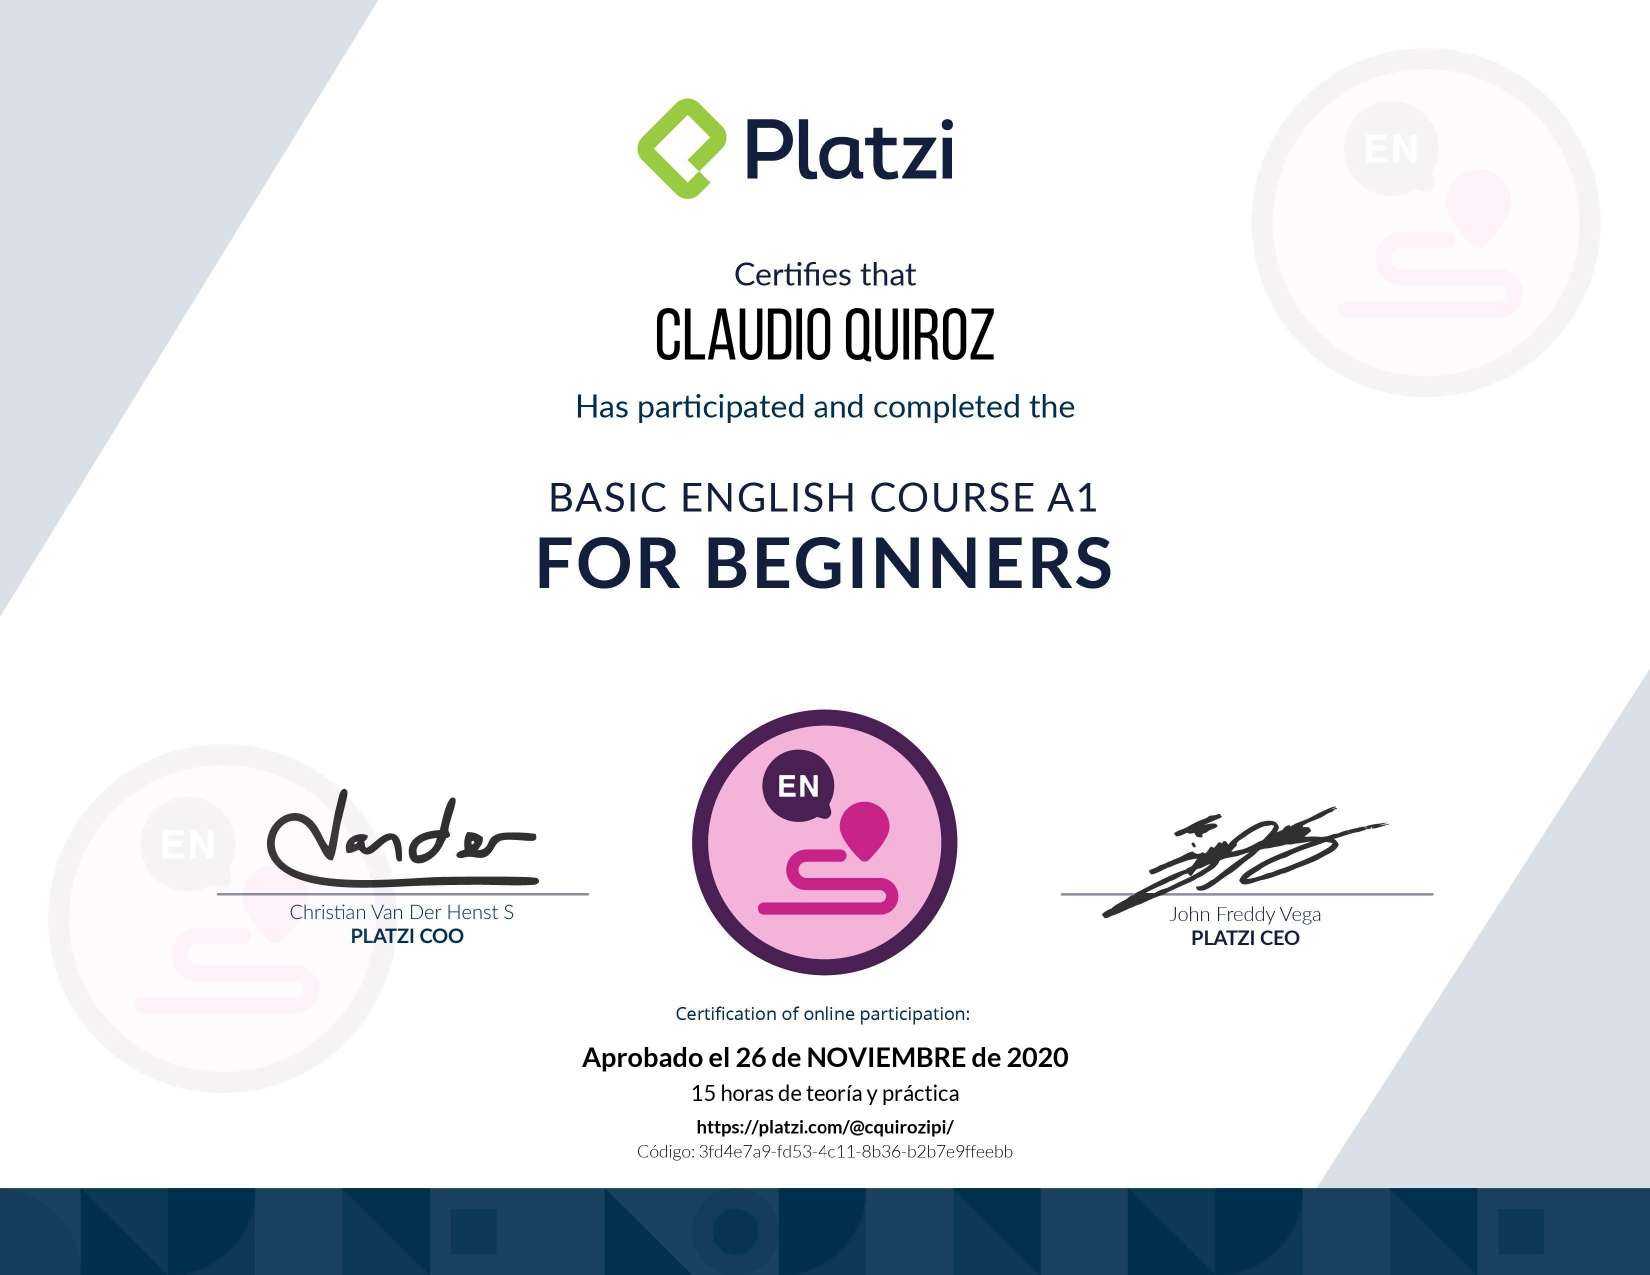 Platzi
EN
Certifies that
CLAUDIO QUIROZ
Has participated and completed the
BASIC ENGLISH COURSE A1
FOR BEGINNERS
EN
EN
Vander
Christian Van Der Henst S
PLATZI COO
John Freddy Vega
PLATZI CEO
Certification of online participation:
Aprobado el 26 de NOVIEMBRE de 2020
15 horas de teoría y práctica
https://platzi.com/@cquirozipi/
Código: 3fd4e7a9-fd53-4c11-8b36-b2b7e9ffeebb